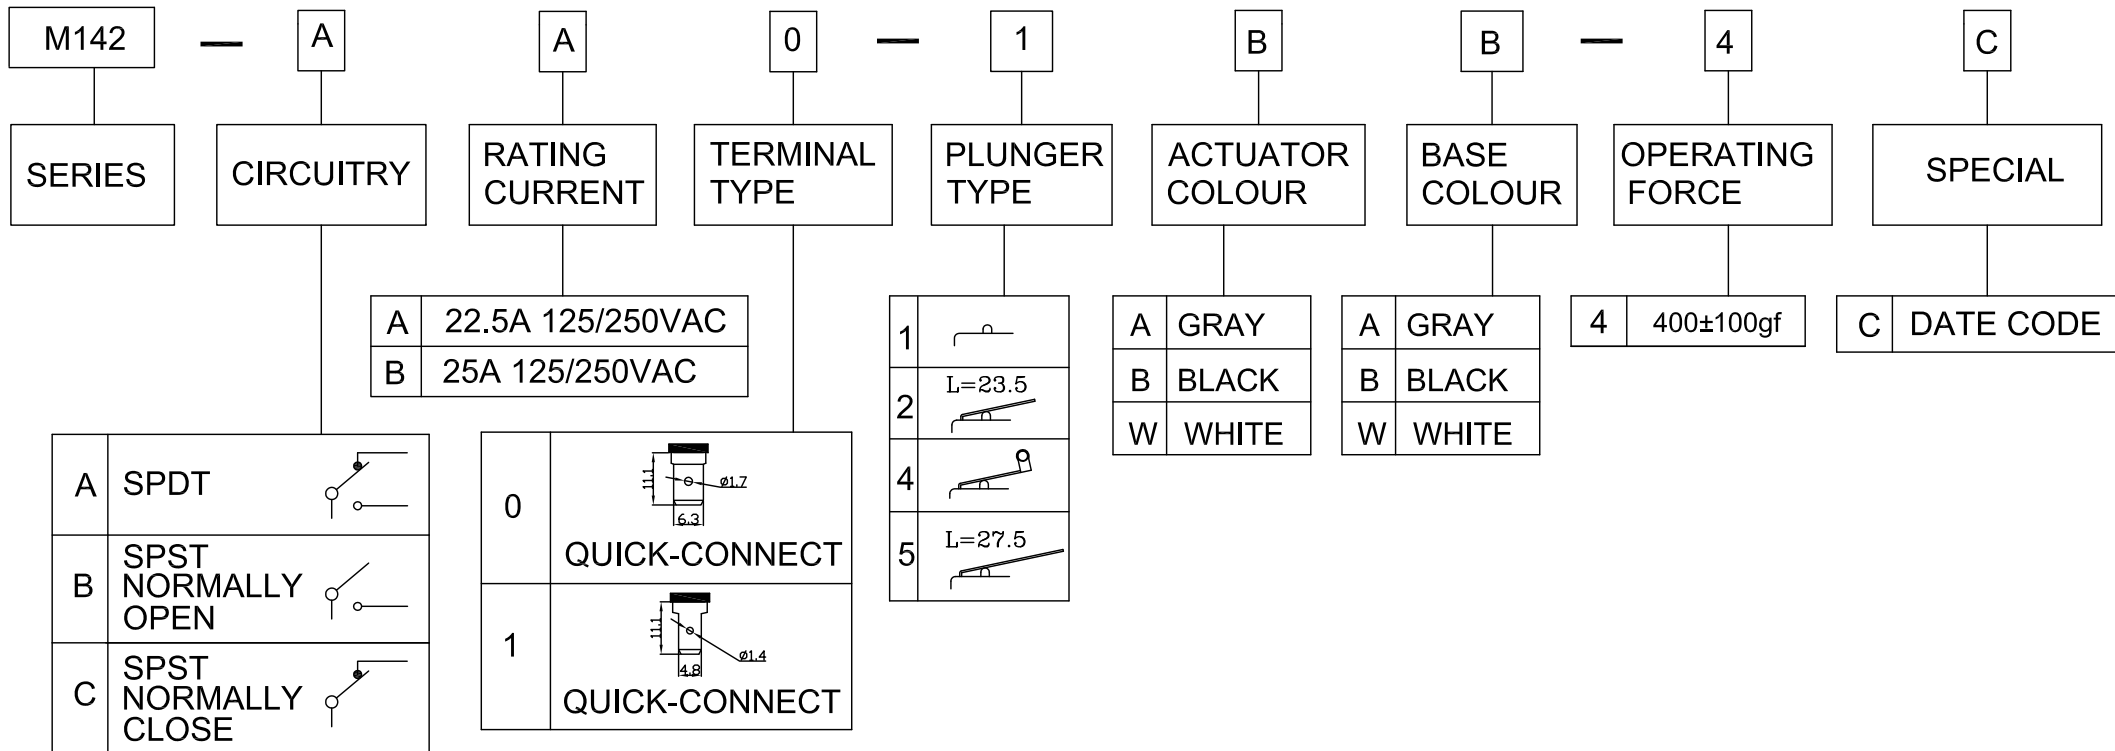 M142 — A A 0 — 1 B B — 4 C
SERIES
CIRCUITRY
RATING
CURRENT
TERMINAL
TYPE
PLUNGER
TYPE
ACTUATOR
COLOUR
BASE
COLOUR
OPERATING
FORCE
SPECIAL
A 22.5A 125/250VAC
B 25A 125/250VAC
A SPDT
B SPST
NORMALLY
OPEN
C SPST
NORMALLY
CLOSE
0
11.1
ø1.7
6.3
QUICK-CONNECT
1
11.1
ø1.4
4.8
QUICK-CONNECT
1
2 L=23.5
4
5 L=27.5
A GRAY
B BLACK
W WHITE
A GRAY
B BLACK
W WHITE
4 400±100gf
C DATE CODE